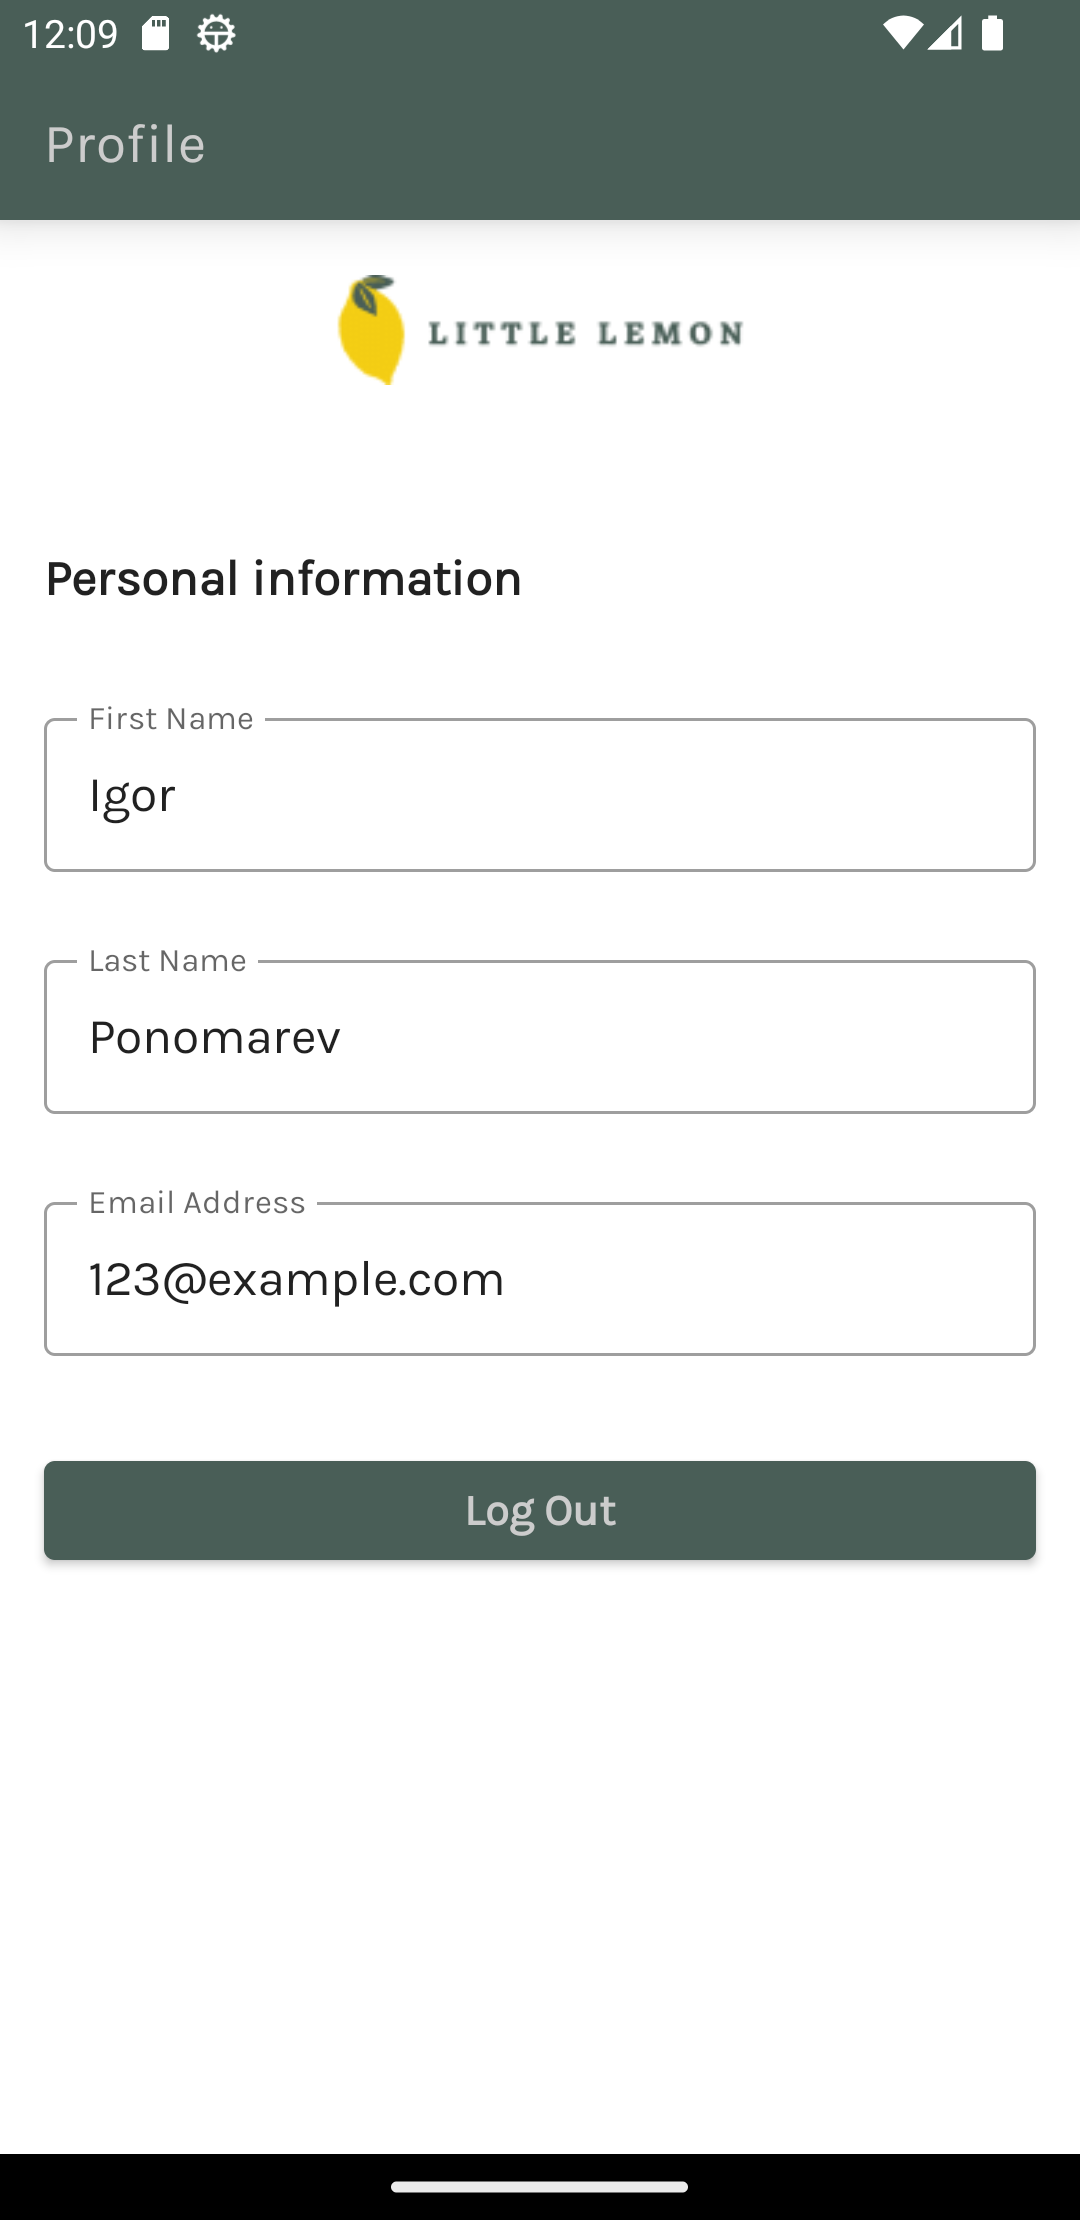 12:09
Profile
LITTLE LEMON
Personal information
First Name
Igor
Last Name
Ponomarev
Email Address
123@example.com
Log Out